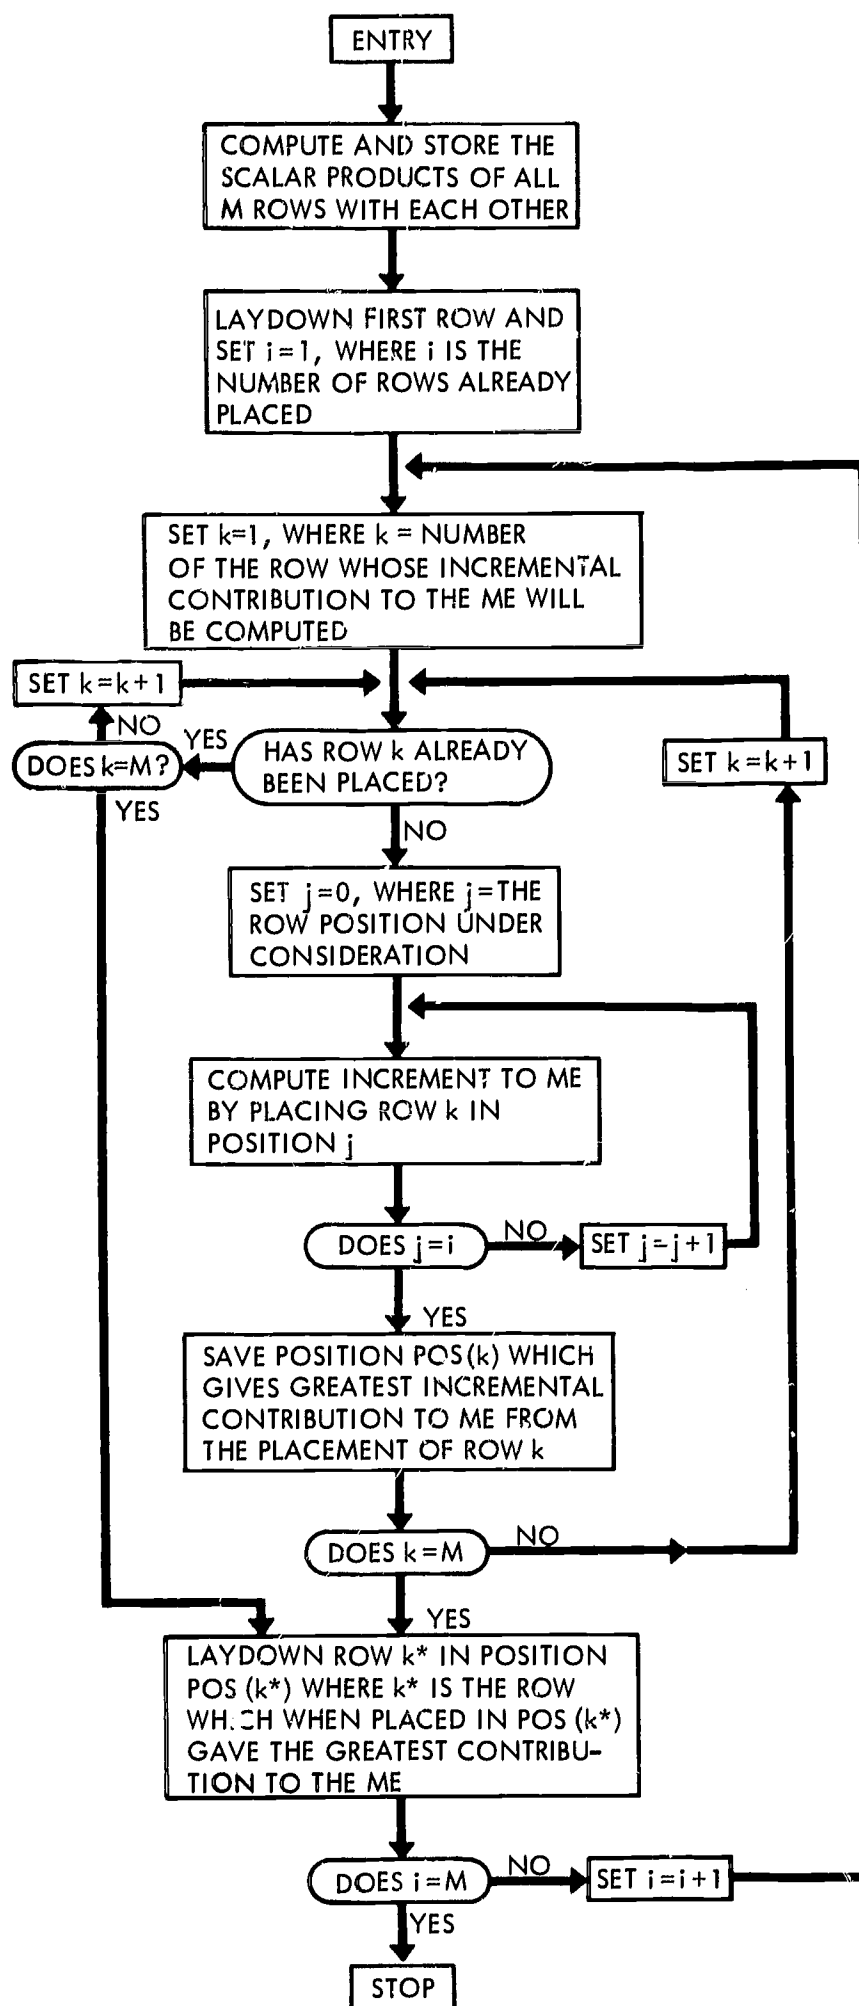 ENTRY
COMPUTE AND STORE THE
SCALAR PRODUCTS OF ALL
M ROWS WITH EACH OTHER
LAYDOWN FIRST ROW AND
SET i=1, WHERE i IS THE
NUMBER OF ROWS ALREADY
PLACED
SET k=1, WHERE k = NUMBER
OF THE ROW WHOSE INCREMENTAL
CONTRIBUTION TO THE ME WILL
BE COMPUTED
SET k=k+1
NO
YES
DOES k=M?
YES
HAS ROW k ALREADY
BEEN PLACED?
SET k=k+1
NO
SET j=0, WHERE j=THE
ROW POSITION UNDER
CONSIDERATION
COMPUTE INCREMENT TO ME
BY PLACING ROW k IN
POSITION j
DOES j=i
NO
SET j=j+1
YES
SAVE POSITION POS(k) WHICH
GIVES GREATEST INCREMENTAL
CONTRIBUTION TO ME FROM
THE PLACEMENT OF ROW k
DOES k=M
NO
YES
LAYDOWN ROW k* IN POSITION
POS (k*) WHERE k* IS THE ROW
WHICH WHEN PLACED IN POS (k*)
GAVE THE GREATEST CONTRIBU-
TION TO THE ME
DOES i=M
NO
SET i=i+1
YES
STOP